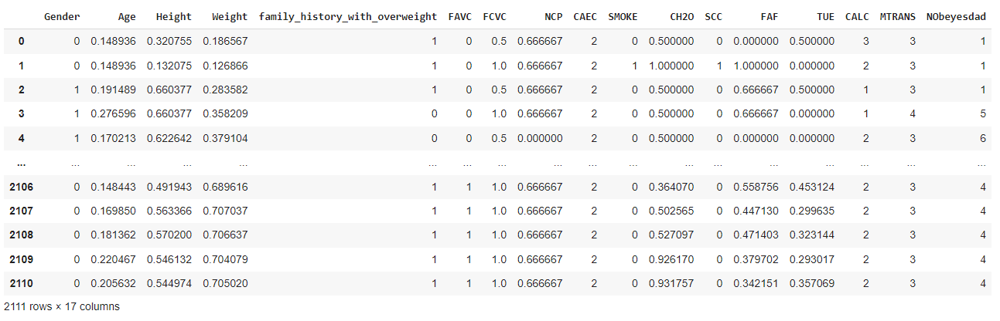 Gender Age Height Weight family_history_with_overweight FAVC FCVC NCP CAEC SMOKE CH2O SCC FAF TUE CALC MTRANS NObeyesdad
0 0 0.148936 0.320755 0.186567 1 0 0.5 0.666667 2 0 0.500000 0 0.000000 0.500000 3 3 1
1 0 0.148936 0.132075 0.126866 1 0 1.0 0.666667 2 1 1.000000 1 1.000000 0.000000 2 3 1
2 1 0.191489 0.660377 0.283582 1 0 0.5 0.666667 2 0 0.500000 0 0.666667 0.500000 1 3 1
3 1 0.276596 0.660377 0.358209 0 0 1.0 0.666667 2 0 0.500000 0 0.666667 0.000000 1 4 5
4 1 0.170213 0.622642 0.379104 0 0 0.5 0.000000 2 0 0.500000 0 0.000000 0.000000 2 3 6
... ... ... ... ... ... ... ... ... ... ... ... ... ... ... ... ... ...
2106 0 0.148443 0.491943 0.689616 1 1 1.0 0.666667 2 0 0.364070 0 0.558756 0.453124 2 3 4
2107 0 0.169850 0.563366 0.707037 1 1 1.0 0.666667 2 0 0.502565 0 0.447130 0.299635 2 3 4
2108 0 0.181362 0.570200 0.706637 1 1 1.0 0.666667 2 0 0.527097 0 0.471403 0.323144 2 3 4
2109 0 0.220467 0.546132 0.704079 1 1 1.0 0.666667 2 0 0.926170 0 0.379702 0.293017 2 3 4
2110 0 0.205632 0.544974 0.705020 1 1 1.0 0.666667 2 0 0.931757 0 0.342151 0.357069 2 3 4
2111 rows × 17 columns